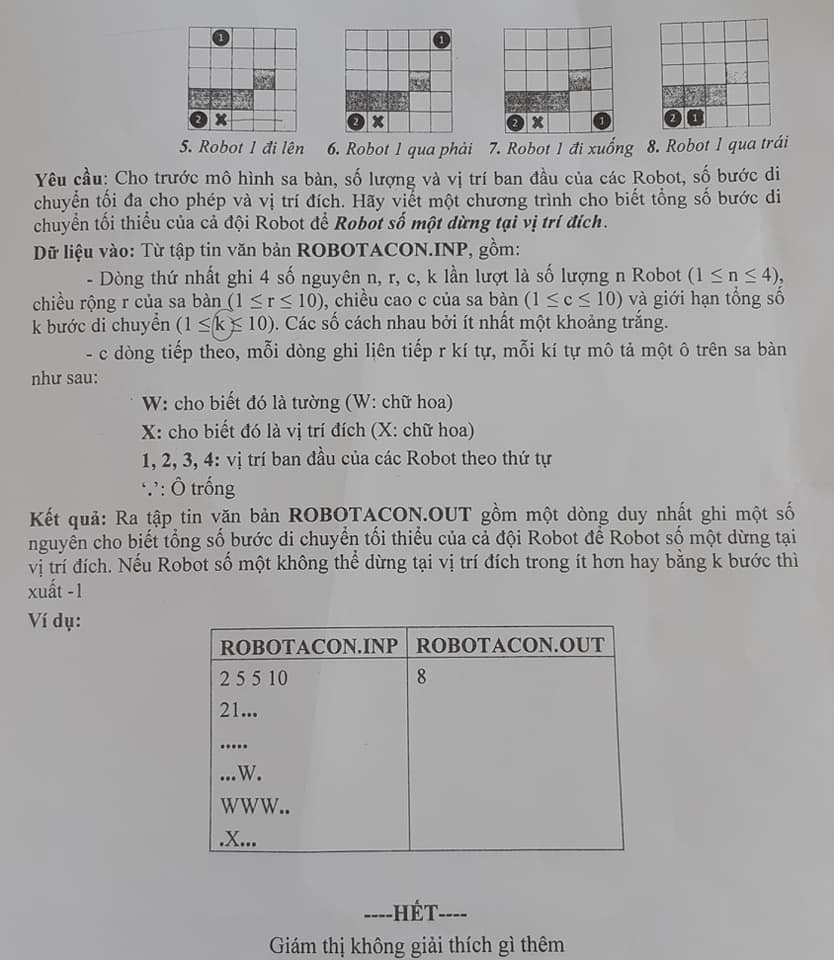 1 1
2 2 2 1 2 1
5. Robot 1 đi lên 6. Robot 1 qua phải 7. Robot 1 đi xuống 8. Robot 1 qua trái
Yêu cầu: Cho trước mô hình sa bàn, số lượng và vị trí ban đầu của các Robot, số bước di
chuyển tối đa cho phép và vị trí đích. Hãy viết một chương trình cho biết tổng số bước di
chuyển tối thiểu của cả đội Robot để Robot số một dừng tại vị trí đích.
Dữ liệu vào: Từ tập tin văn bản ROBOTACON.INP, gồm:
- Dòng thứ nhất ghi 4 số nguyên n, r, c, k lần lượt là số lượng n Robot (1 ≤ n ≤ 4),
chiều rộng r của sa bàn (1 ≤ r ≤ 10), chiều cao c của sa bàn (1 ≤ c ≤ 10) và giới hạn tổng số
k bước di chuyển (1 ≤ k ≤ 10). Các số cách nhau bởi ít nhất một khoảng trắng.
- c dòng tiếp theo, mỗi dòng ghi liên tiếp r kí tự, mỗi kí tự mô tả một ô trên sa bàn
như sau:
W: cho biết đó là tường (W: chữ hoa)
X: cho biết đó là vị trí đích (X: chữ hoa)
1, 2, 3, 4: vị trí ban đầu của các Robot theo thứ tự
‘.’: Ô trống
Kết quả: Ra tập tin văn bản ROBOTACON.OUT gồm một dòng duy nhất ghi một số
nguyên cho biết tổng số bước di chuyển tối thiểu của cả đội Robot để Robot số một dừng tại
vị trí đích. Nếu Robot số một không thể dừng tại vị trí đích trong ít hơn hay bằng k bước thì
xuất -1
Ví dụ:
ROBOTACON.INP ROBOTACON.OUT
2 5 5 10 8
21...
.....
...W.
WWW..
.X...
----HẾT----
Giám thị không giải thích gì thêm